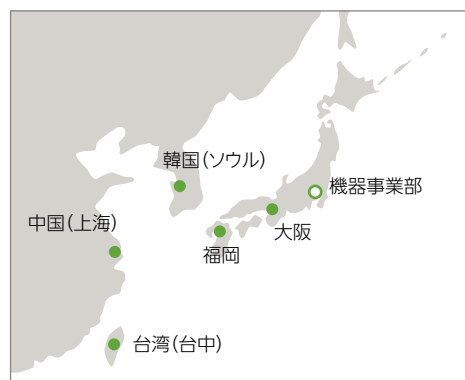 韓国（ソウル）
機器事業部
中国（上海）
大阪
福岡
台湾（台中）